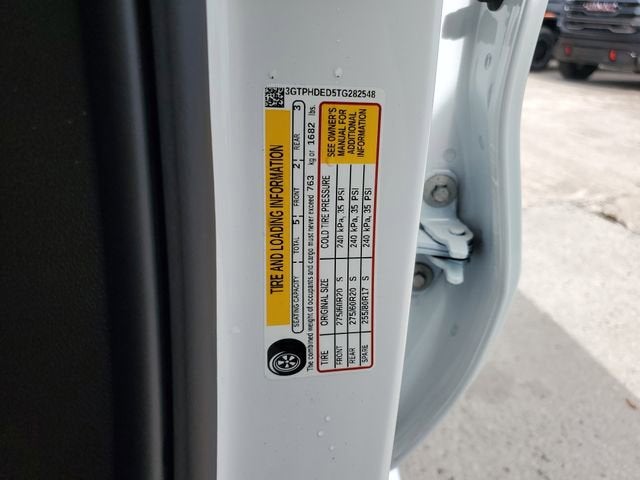 3GTPHDED5TG282548
TIRE AND LOADING INFORMATION
SEATING CAPACITY TOTAL 5 FRONT 2 REAR 3
The combined weight of occupants and cargo must never exceed 763 kg or 1682 lbs.
TIRE ORIGINAL SIZE COLD TIRE PRESSURE
FRONT 275/60R20 S 240 kPa, 35 PSI
REAR 275/60R20 S 240 kPa, 35 PSI
SPARE 255/80R17 S 240 kPa, 35 PSI
SEE OWNER'S
MANUAL FOR
ADDITIONAL
INFORMATION